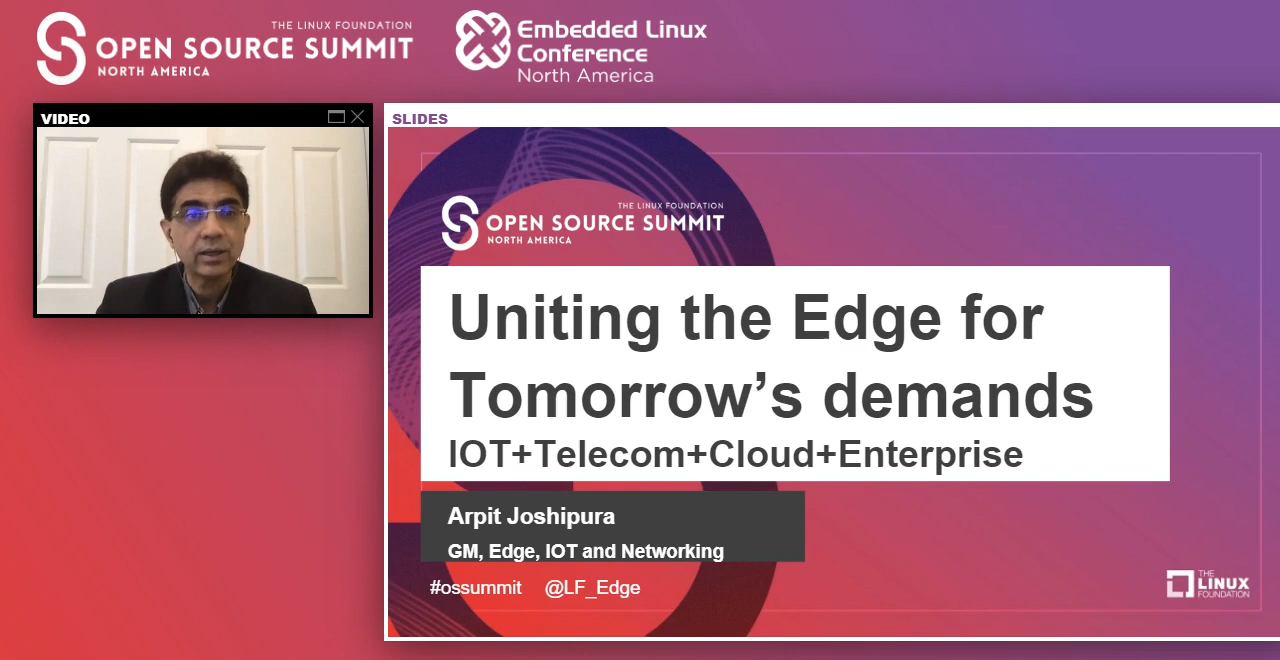 THE LINUX FOUNDATION
OPEN SOURCE SUMMIT
NORTH AMERICA
Embedded Linux
Conference
North America
VIDEO
SLIDES
THE LINUX FOUNDATION
OPEN SOURCE SUMMIT
NORTH AMERICA
Uniting the Edge for
Tomorrow’s demands
IOT+Telecom+Cloud+Enterprise
Arpit Joshipura
GM, Edge, IOT and Networking
#ossummit @LF_Edge
THE
LINUX
FOUNDATION